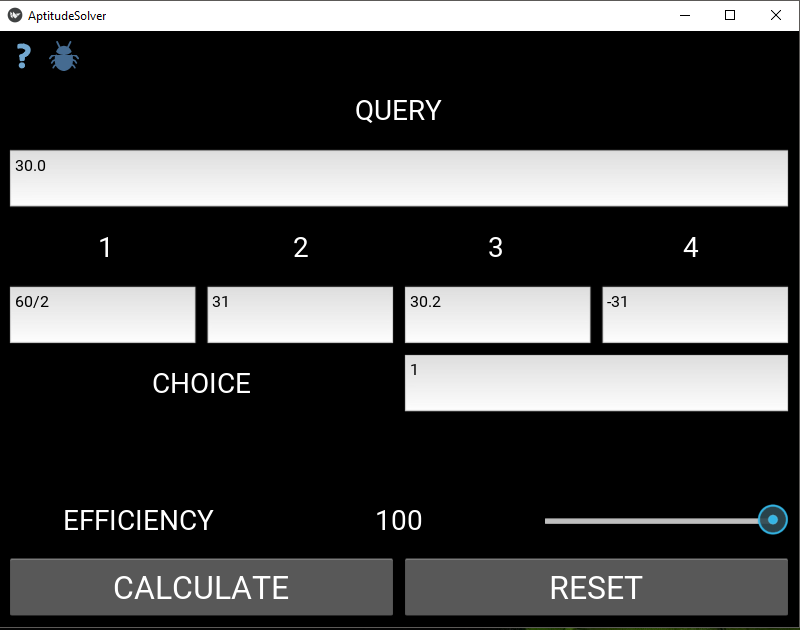 AptitudeSolver
?
QUERY
30.0
1 2 3 4
60/2 31 30.2 -31
CHOICE 1
EFFICIENCY 100
CALCULATE RESET